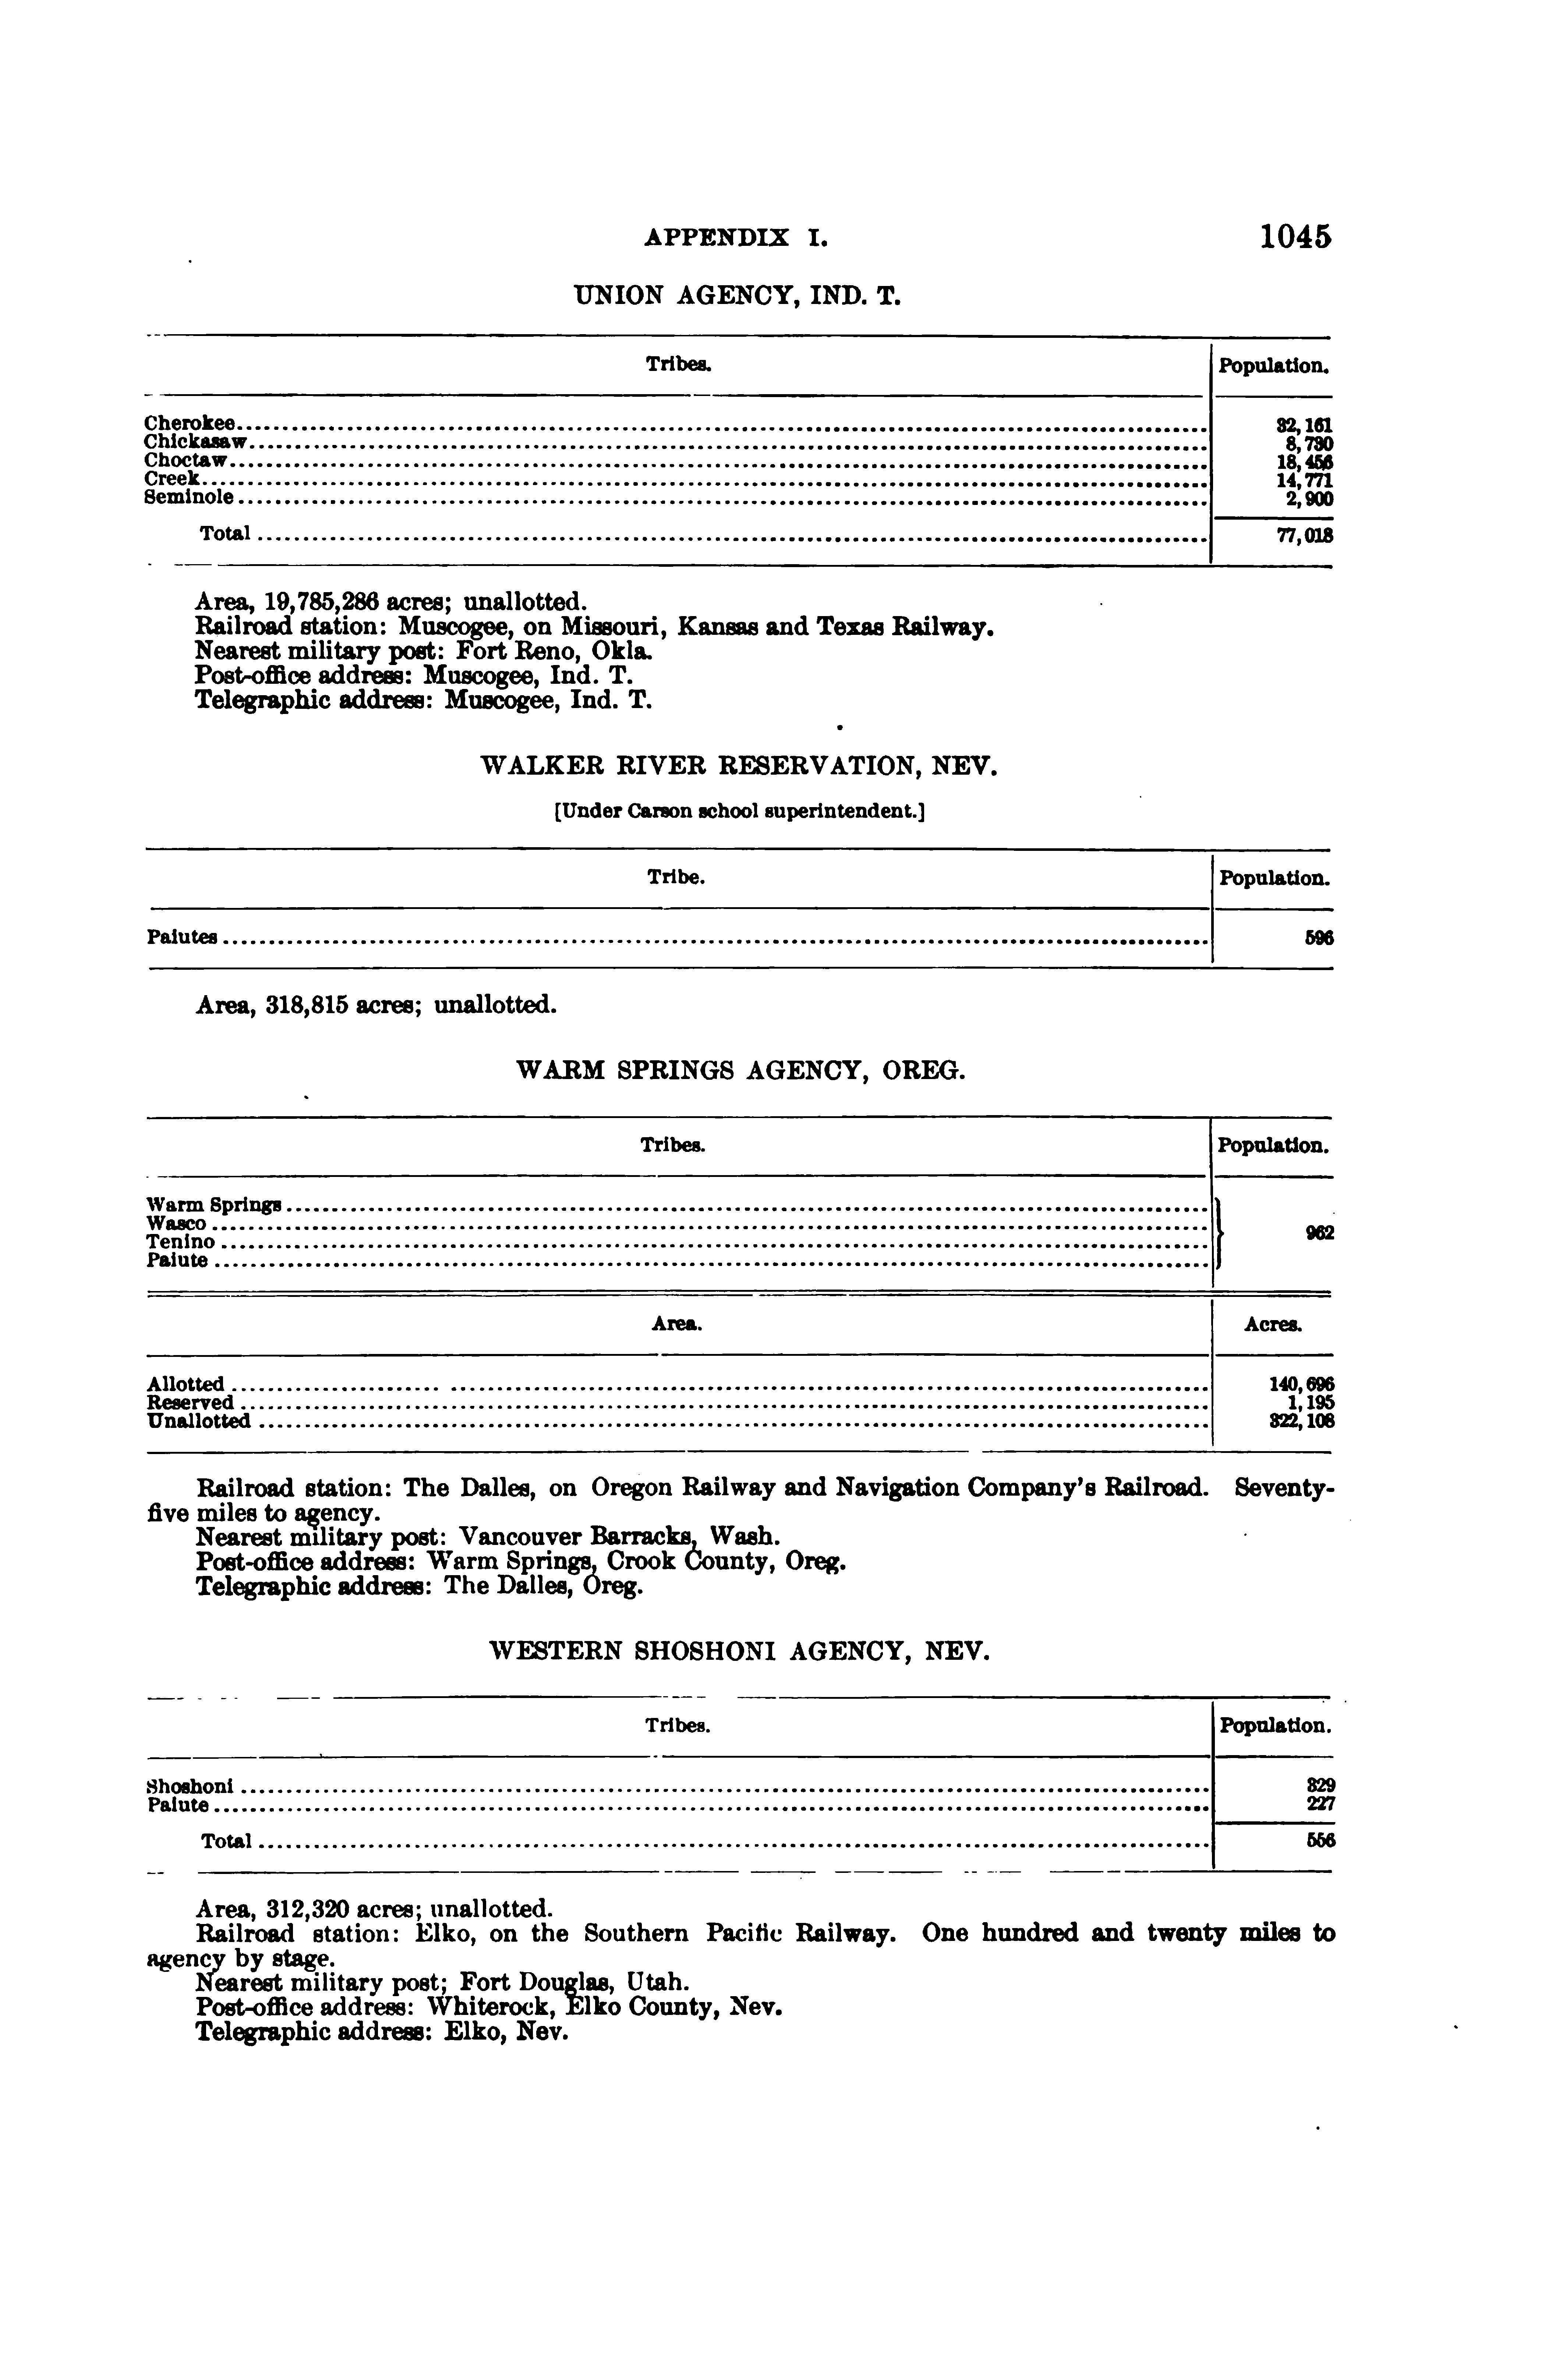 APPENDIX I. 1045
UNION AGENCY, IND. T.
Tribes. Population.
Cherokee 32,161
Chickasaw 8,730
Choctaw 18,456
Creek 14,771
Seminole 2,900
Total 77,018
Area, 19,785,286 acres; unallotted.
Railroad station: Muscogee, on Missouri, Kansas and Texas Railway.
Nearest military post: Fort Reno, Okla.
Post-office address: Muscogee, Ind. T.
Telegraphic address: Muscogee, Ind. T.
WALKER RIVER RESERVATION, NEV.
[Under Carson school superintendent.]
Tribe. Population.
Paiutes 596
Area, 318,815 acres; unallotted.
WARM SPRINGS AGENCY, OREG.
Tribes. Population.
Warm Springs
Wasco
962
Tenino
Paiute
Area. Acres.
Allotted 140,696
Reserved 1,195
Unallotted 322,108
Railroad station: The Dalles, on Oregon Railway and Navigation Company's Railroad. Seventy-
five miles to agency.
Nearest military post: Vancouver Barracks, Wash.
Post-office address: Warm Springs, Crook County, Oreg.
Telegraphic address: The Dalles, Oreg.
WESTERN SHOSHONI AGENCY, NEV.
Tribes. Population.
Shoshoni 329
Paiute 227
Total 556
Area, 312,320 acres; unallotted.
Railroad station: Elko, on the Southern Pacific Railway. One hundred and twenty miles to
agency by stage.
Nearest military post; Fort Douglas, Utah.
Post-office address: Whiterock, Elko County, Nev.
Telegraphic address: Elko, Nev.